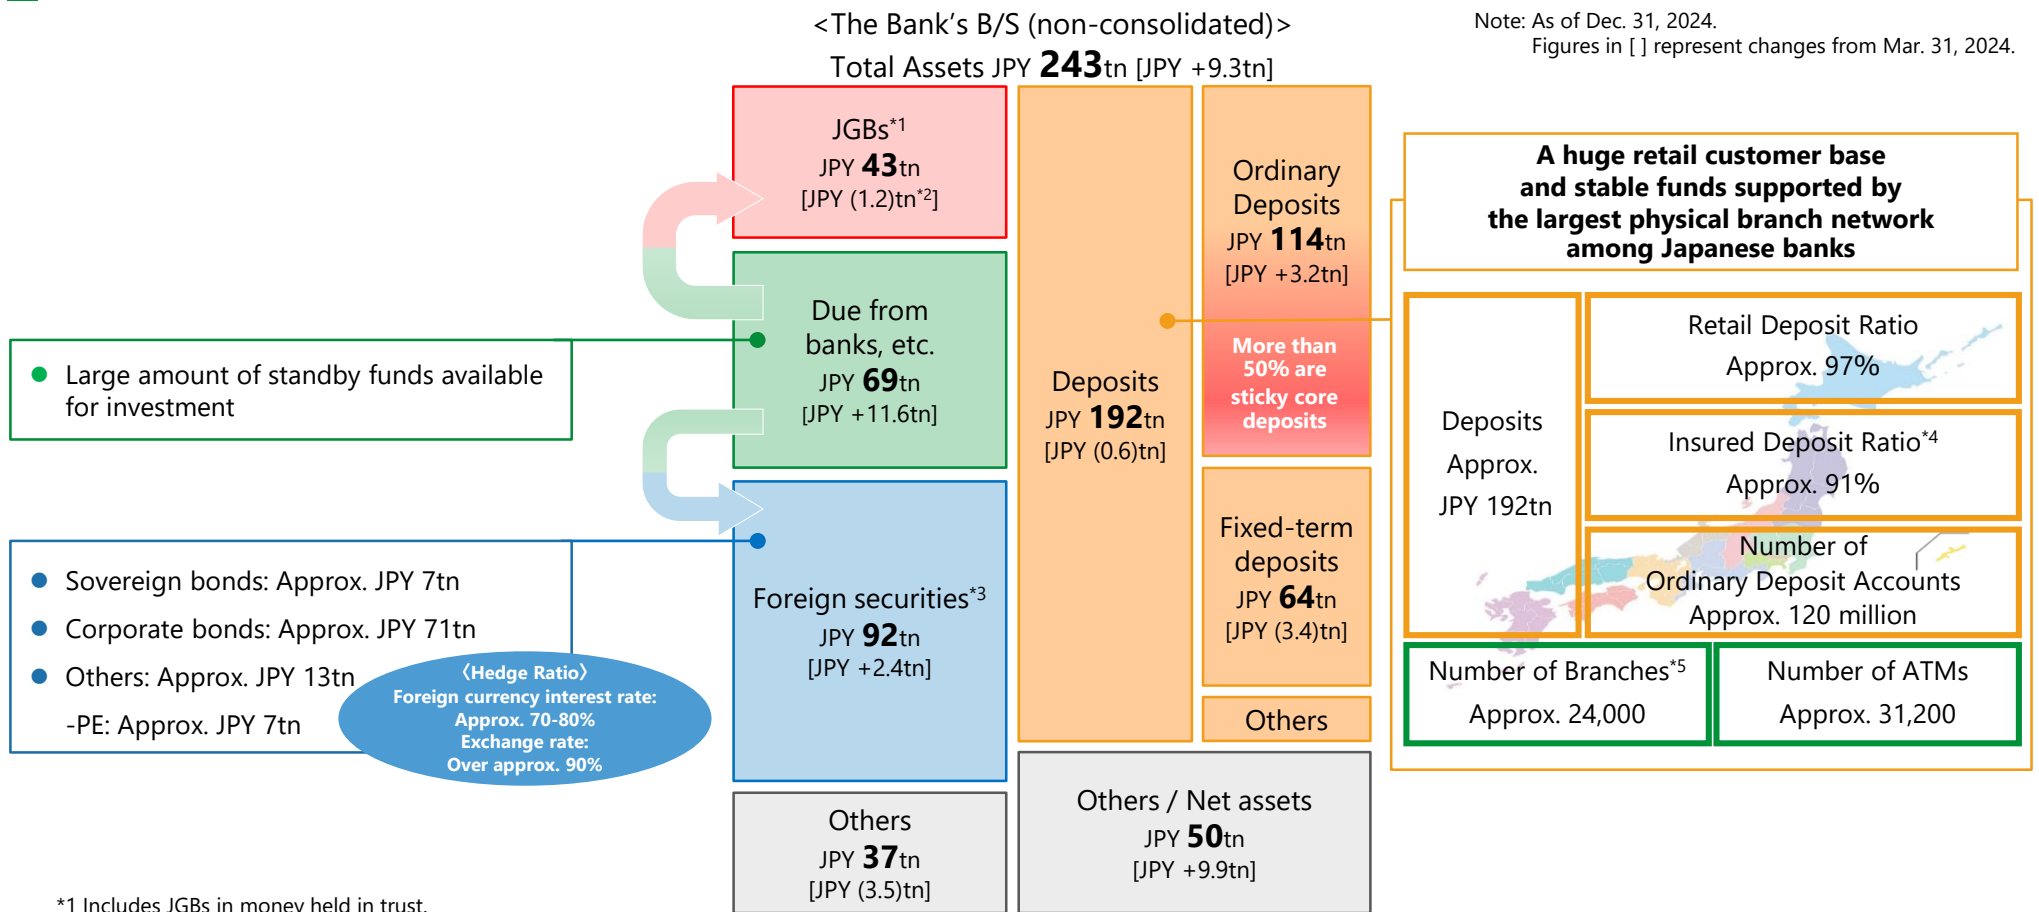 <The Bank's B/S (non-consolidated)>
Total Assets JPY 243tn [JPY +9.3tn]
Note: As of Dec. 31, 2024.
Figures in [ ] represent changes from Mar. 31, 2024.
Large amount of standby funds available
for investment
Sovereign bonds: Approx. JPY 7tn
Corporate bonds: Approx. JPY 71tn
Others: Approx. JPY 13tn
-PE: Approx. JPY 7tn
〈Hedge Ratio〉
Foreign currency interest rate:
Approx. 70-80%
Exchange rate:
Over approx. 90%
JGBs*1
JPY 43tn
[JPY (1.2)tn*2]
Due from
banks, etc.
JPY 69tn
[JPY +11.6tn]
Foreign securities*3
JPY 92tn
[JPY +2.4tn]
Others
JPY 37tn
[JPY (3.5)tn]
Deposits
JPY 192tn
[JPY (0.6)tn]
Ordinary
Deposits
JPY 114tn
[JPY +3.2tn]
More than
50% are
sticky core
deposits
Fixed-term
deposits
JPY 64tn
[JPY (3.4)tn]
Others
Others / Net assets
JPY 50tn
[JPY +9.9tn]
A huge retail customer base
and stable funds supported by
the largest physical branch network
among Japanese banks
Deposits
Approx.
JPY 192tn
Retail Deposit Ratio
Approx. 97%
Insured Deposit Ratio*4
Approx. 91%
Number of
Ordinary Deposit Accounts
Approx. 120 million
Number of Branches*5
Approx. 24,000
Number of ATMs
Approx. 31,200
*1 Includes JGBs in money held in trust.